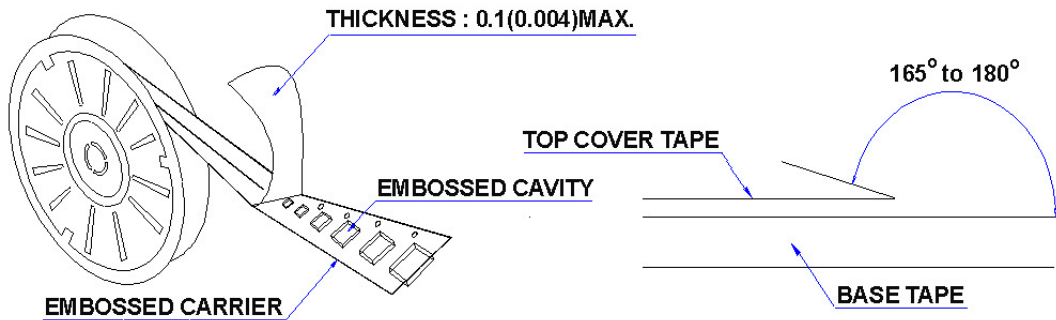 THICKNESS : 0.1(0.004)MAX.
165° to 180°
TOP COVER TAPE
EMBOSSED CAVITY
EMBOSSED CARRIER
BASE TAPE